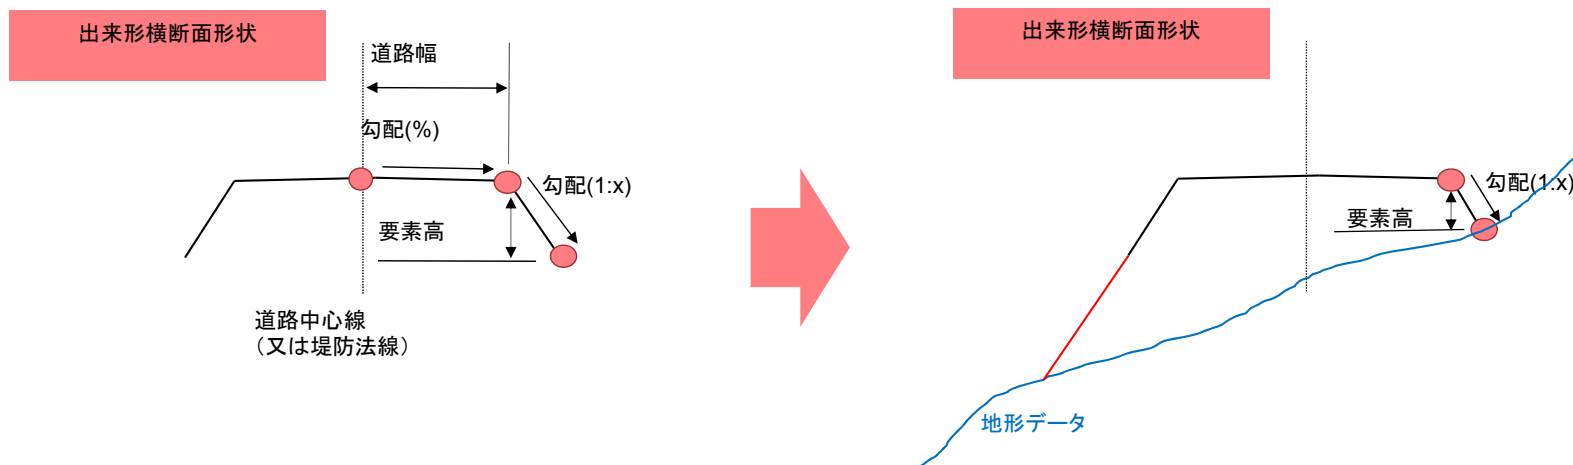 出来形横断面形状
道路幅
勾配(%)
勾配(1:x)
要素高
道路中心線
（又は堤防法線）
出来形横断面形状
勾配(1:x)
要素高
地形データ